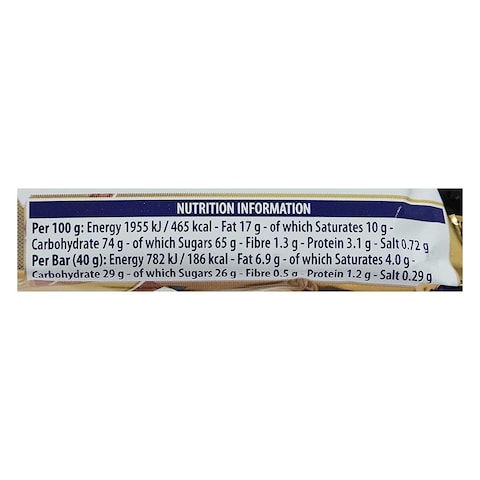 NUTRITION INFORMATION
Per 100 g: Energy 1955 kJ / 465 kcal - Fat 17 g - of which Saturates 10 g -
Carbohydrate 74 g - of which Sugars 65 g - Fibre 1.3 g - Protein 3.1 g - Salt 0.72 g
Per Bar (40 g): Energy 782 kJ / 186 kcal - Fat 6.9 g - of which Saturates 4.0 g -
Carbohydrate 29 g - of which Sugars 26 g - Fibre 0.5 g - Protein 1.2 g - Salt 0.29 g